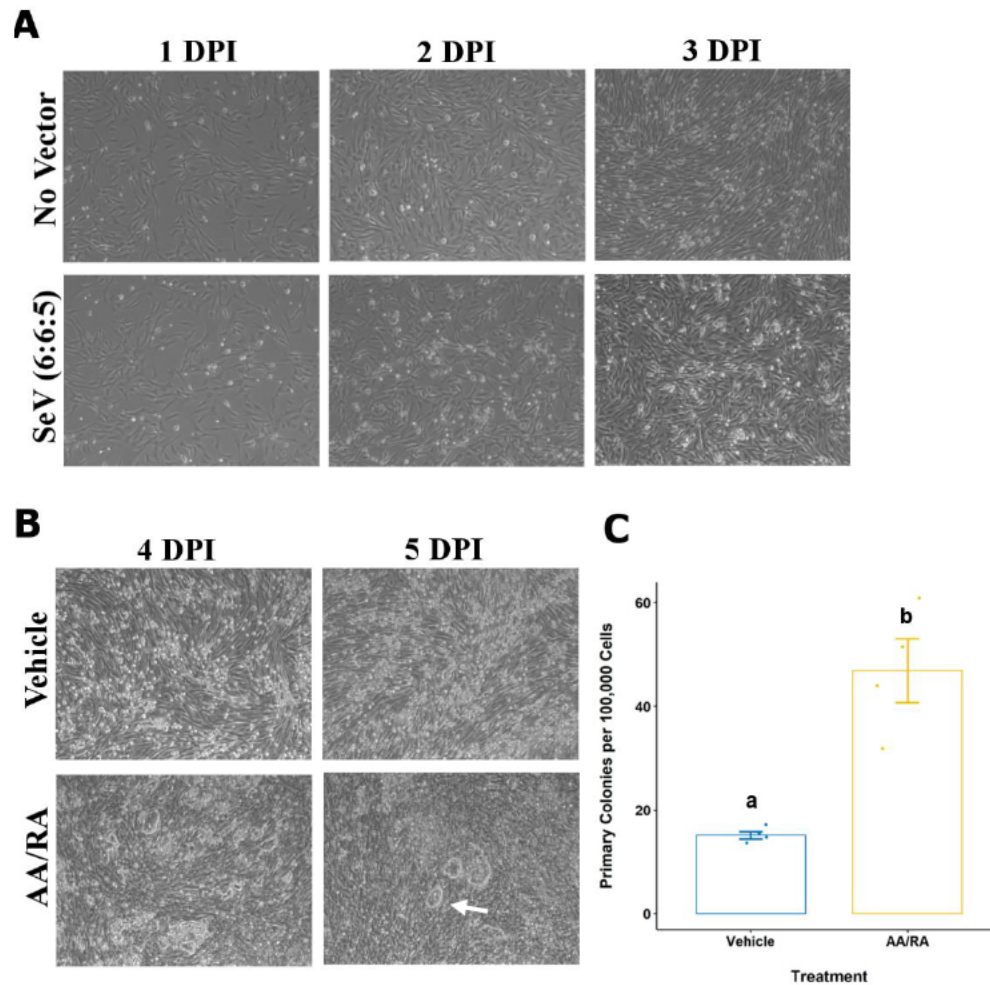 A
1 DPI 2 DPI 3 DPI
No Vector
SeV (6:6:5)
B
4 DPI 5 DPI
Vehicle
AA/RA
C
Primary Colonies per 100,000 Cells
60
40
20
0
a
b
Vehicle AA/RA
Treatment